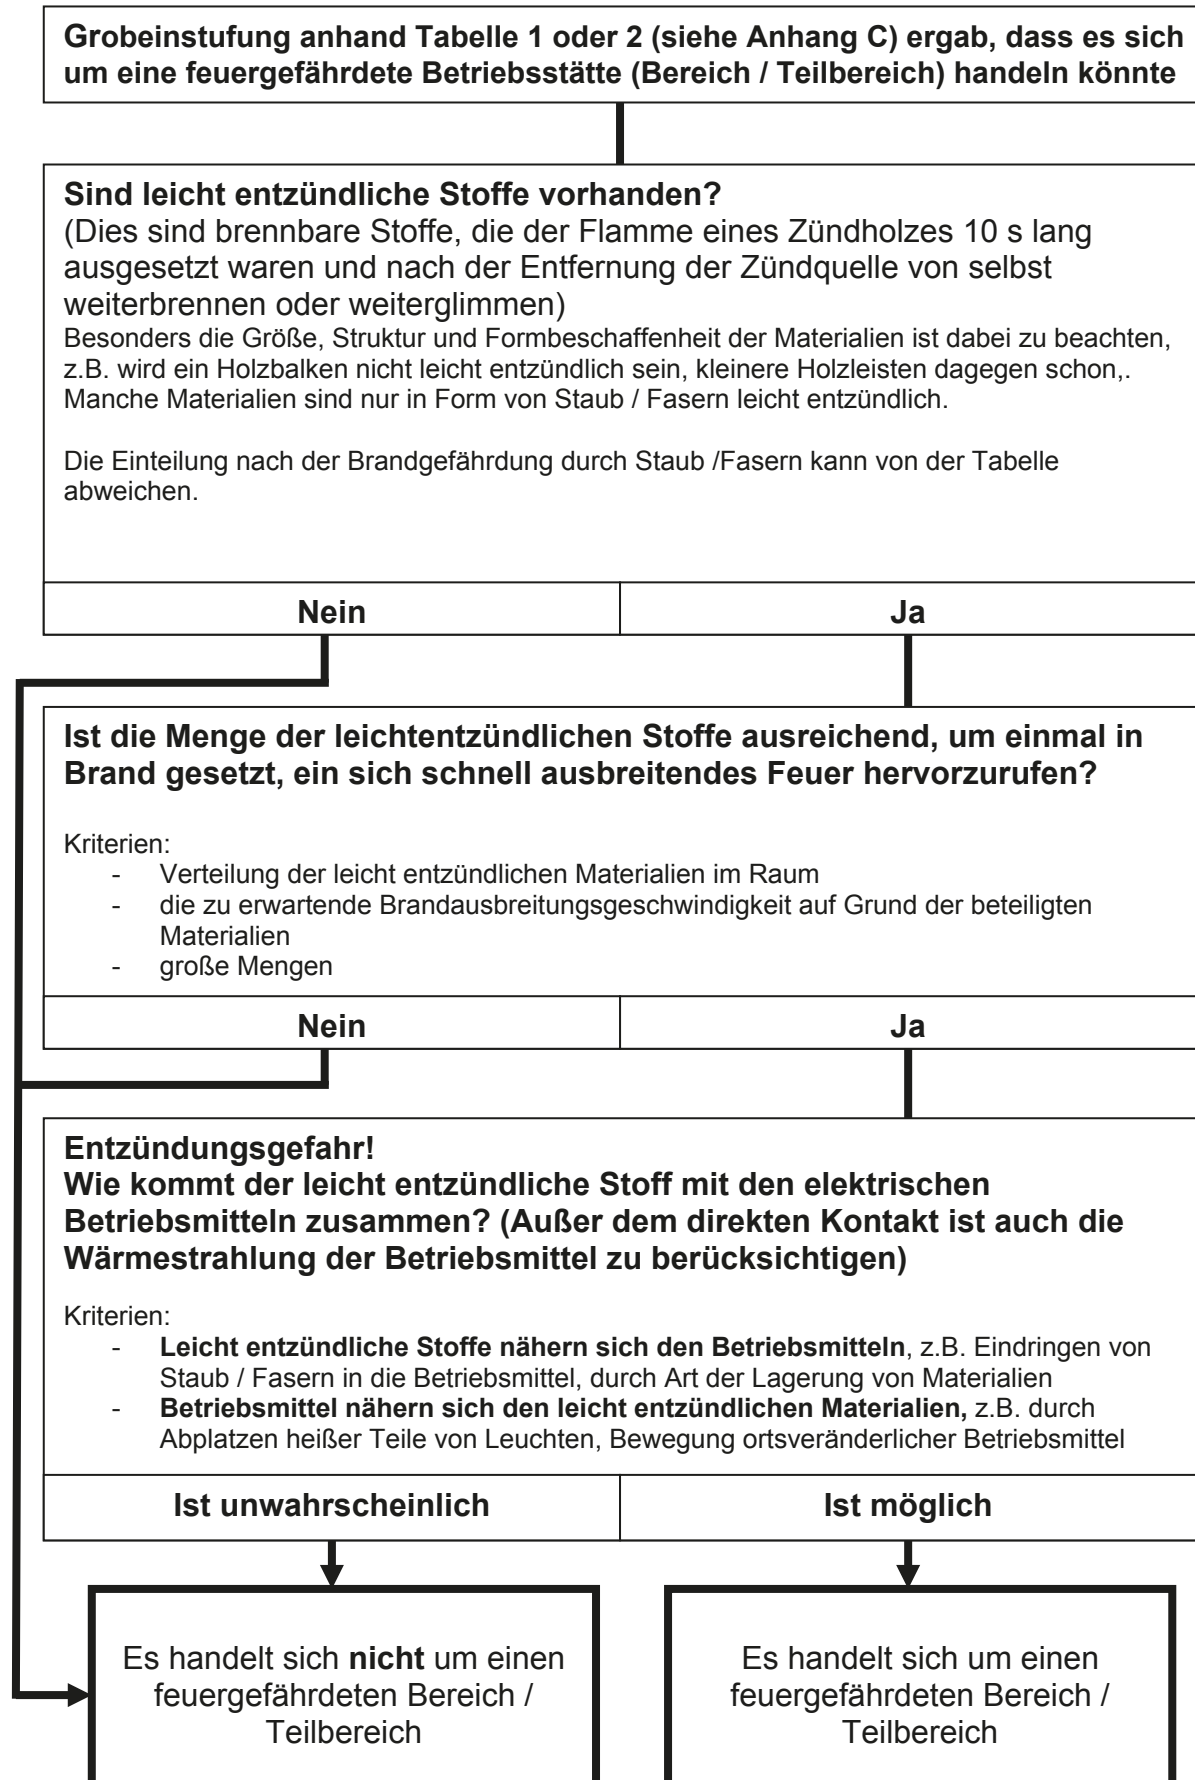 Grobeinstufung anhand Tabelle 1 oder 2 (siehe Anhang C) ergab, dass es sich
um eine feuergefährdete Betriebsstätte (Bereich / Teilbereich) handeln könnte
Sind leicht entzündliche Stoffe vorhanden?
(Dies sind brennbare Stoffe, die der Flamme eines Zündholzes 10 s lang
ausgesetzt waren und nach der Entfernung der Zündquelle von selbst
weiterbrennen oder weiterglimmen)
Besonders die Größe, Struktur und Formbeschaffenheit der Materialien ist dabei zu beachten,
z.B. wird ein Holzbalken nicht leicht entzündlich sein, kleinere Holzleisten dagegen schon,.
Manche Materialien sind nur in Form von Staub / Fasern leicht entzündlich.
Die Einteilung nach der Brandgefährdung durch Staub /Fasern kann von der Tabelle
abweichen.
Nein
Ja
Ist die Menge der leichtentzündlichen Stoffe ausreichend, um einmal in
Brand gesetzt, ein sich schnell ausbreitendes Feuer hervorzurufen?
Kriterien:
- Verteilung der leicht entzündlichen Materialien im Raum
- die zu erwartende Brandausbreitungsgeschwindigkeit auf Grund der beteiligten
Materialien
- große Mengen
Nein
Ja
Entzündungsgefahr!
Wie kommt der leicht entzündliche Stoff mit den elektrischen
Betriebsmitteln zusammen? (Außer dem direkten Kontakt ist auch die
Wärmestrahlung der Betriebsmittel zu berücksichtigen)
Kriterien:
- Leicht entzündliche Stoffe nähern sich den Betriebsmitteln, z.B. Eindringen von
Staub / Fasern in die Betriebsmittel, durch Art der Lagerung von Materialien
- Betriebsmittel nähern sich den leicht entzündlichen Materialien, z.B. durch
Abplatzen heißer Teile von Leuchten, Bewegung ortsveränderlicher Betriebsmittel
Ist unwahrscheinlich
Ist möglich
Es handelt sich nicht um einen
feuergefährdeten Bereich /
Teilbereich
Es handelt sich um einen
feuergefährdeten Bereich /
Teilbereich